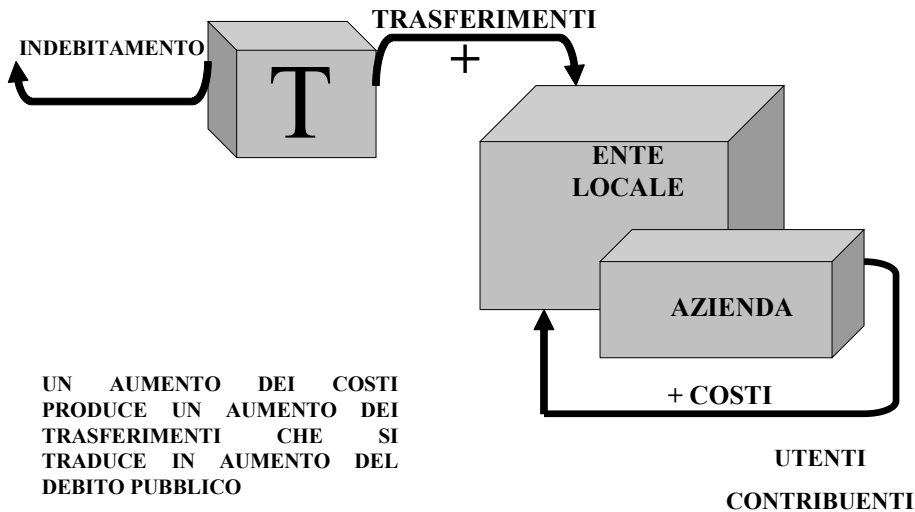 TRASFERIMENTI
INDEBITAMENTO
+
T
ENTE
LOCALE
AZIENDA
+ COSTI
UN AUMENTO DEI COSTI
PRODUCE UN AUMENTO DEI
TRASFERIMENTI CHE SI
TRADUCE IN AUMENTO DEL
DEBITO PUBBLICO
UTENTI
CONTRIBUENTI